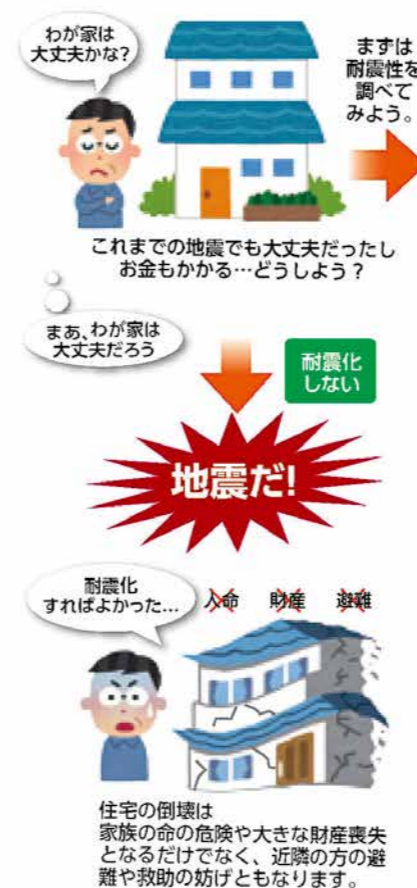 わが家は
大丈夫かな?
まずは
耐震性を
調べて
みよう。
これまでの地震でも大丈夫だったし
お金もかかる…どうしよう?
まあ、わが家は
大丈夫だろう
耐震化
しない
地震だ!
耐震化
すればよかった…
人命 財産 避難
住宅の倒壊は
家族の命の危険や大きな財産喪失
となるだけでなく、近隣の方の避
難や救助の妨げともなります。